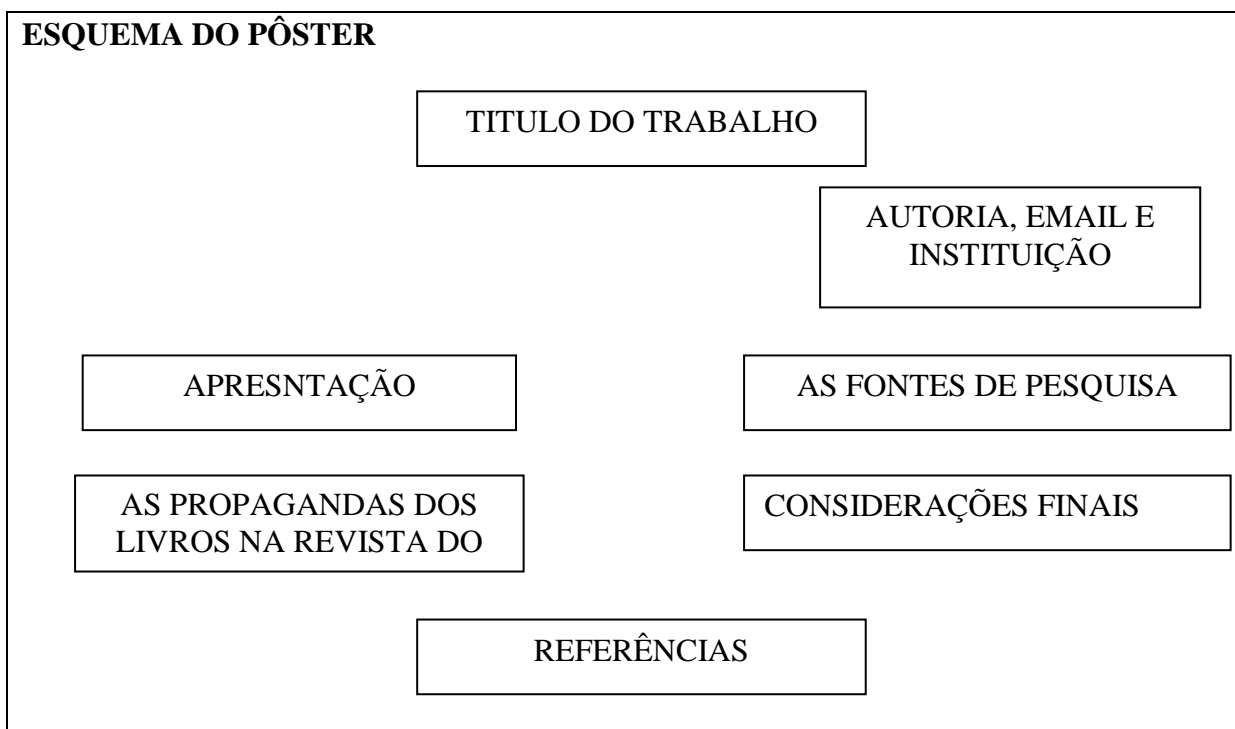 ESQUEMA DO PÔSTER
TITULO DO TRABALHO
AUTORIA, EMAIL E
INSTITUIÇÃO
APRESNTAÇÃO
AS FONTES DE PESQUISA
AS PROPAGANDAS DOS
LIVROS NA REVISTA DO
CONSIDERAÇÕES FINAIS
REFERÊNCIAS